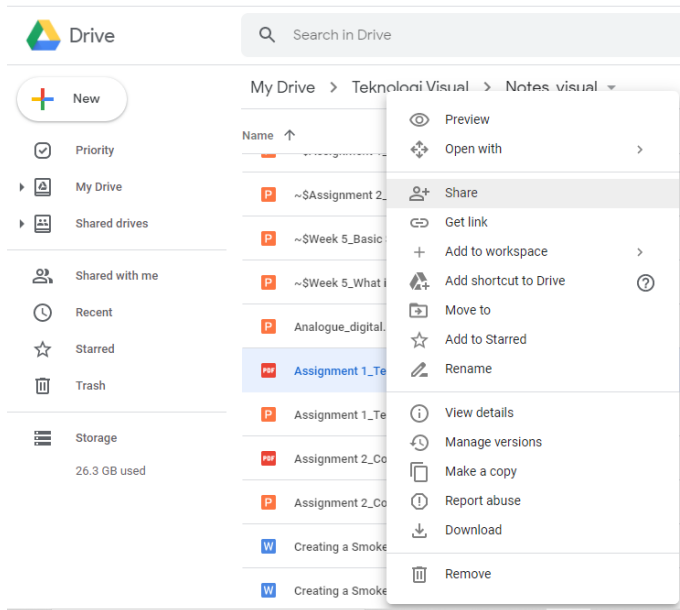 Drive
Search in Drive
New
Priority
My Drive
Shared drives
Shared with me
Recent
Starred
Trash
Storage
26.3 GB used
My Drive > Teknologi Visual > Notes_visual
Name
P ~$Assignment 2_
P ~$Week 5_Basic
P ~$Week 5_What i
P Analogue_digital.
PDF Assignment 1_Te
P Assignment 1_Te
PDF Assignment 2_Co
P Assignment 2_Co
W Creating a Smoke
W Creating a Smoke
Preview
Open with
Share
Get link
Add to workspace
Add shortcut to Drive
Move to
Add to Starred
Rename
View details
Manage versions
Make a copy
Report abuse
Download
Remove